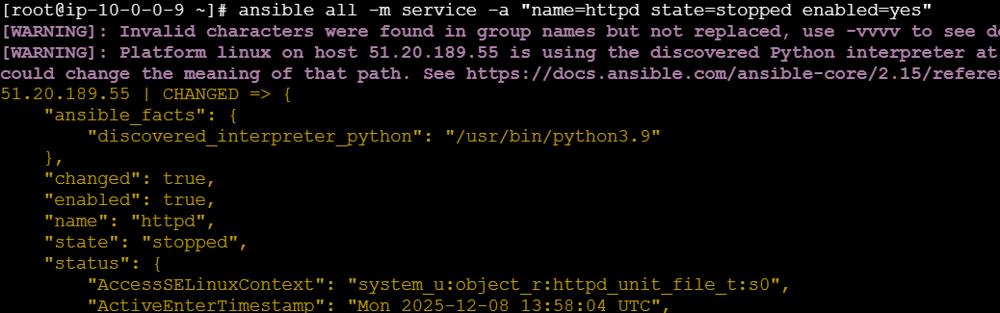 [root@ip-10-0-0-9 ~]# ansible all -m service -a "name=httpd state=stopped enabled=yes"
[WARNING]: Invalid characters were found in group names but not replaced, use -vvvv to see
[WARNING]: Platform linux on host 51.20.189.55 is using the discovered Python interpreter at
could change the meaning of that path. See https://docs.ansible.com/ansible-core/2.15/refere
51.20.189.55 | CHANGED => {
    "ansible_facts": {
        "discovered_interpreter_python": "/usr/bin/python3.9"
    },
    "changed": true,
    "enabled": true,
    "name": "httpd",
    "state": "stopped",
    "status": {
        "AccessSELinuxContext": "system_u:object_r:httpd_unit_file_t:s0",
        "ActiveEnterTimestamp": "Mon 2025-12-08 13:58:04 UTC",